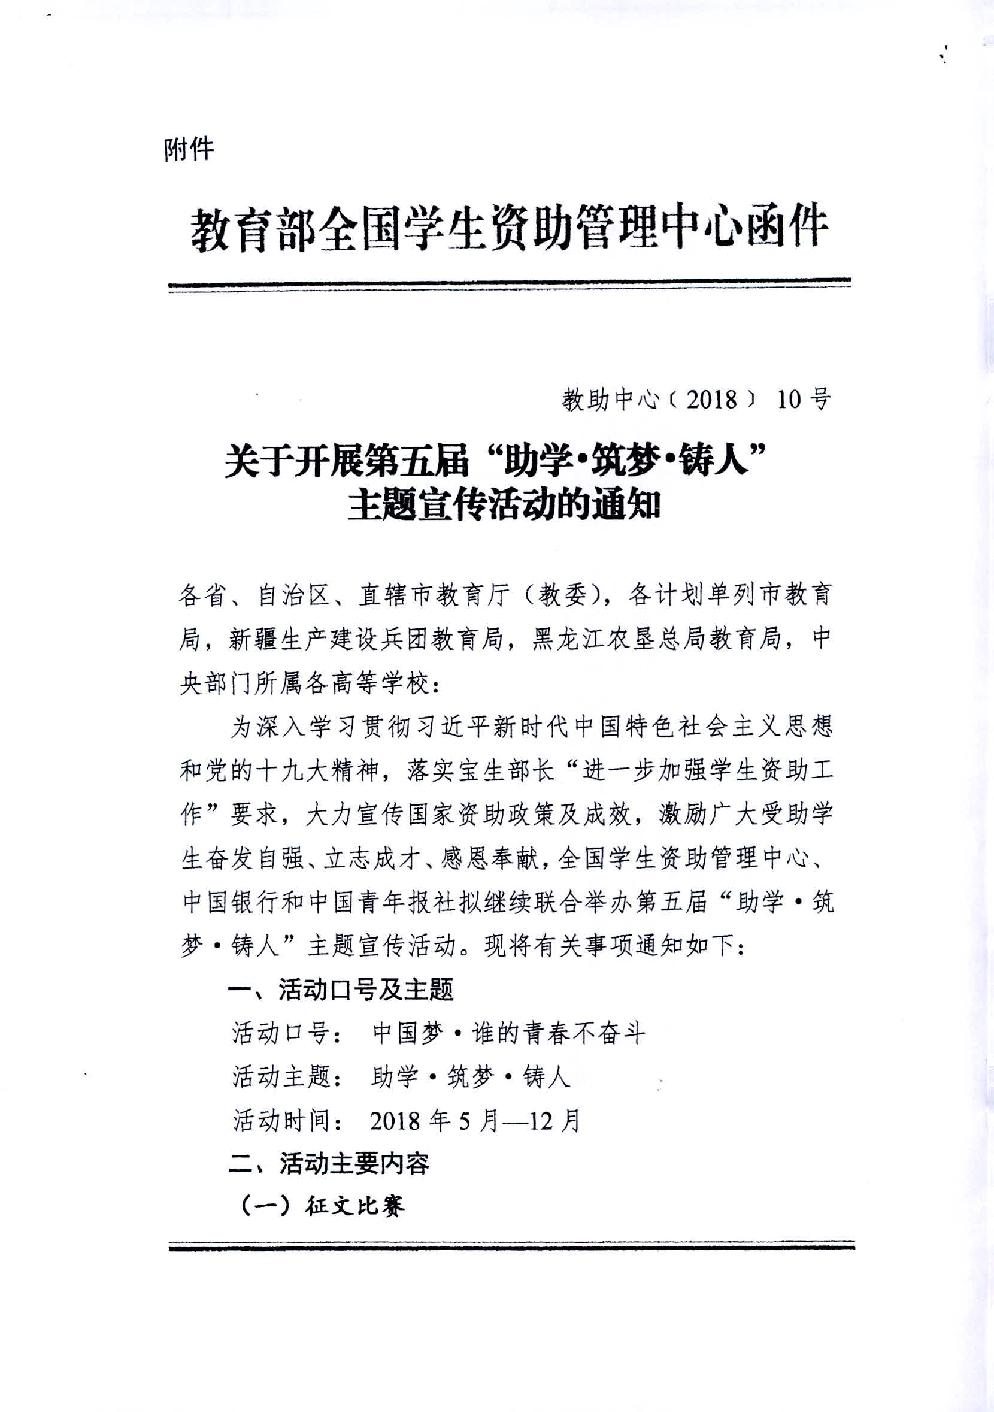 附件
教育部全国学生资助管理中心函件
教助中心﹝2018﹞ 10 号
关于开展第五届“助学·筑梦·铸人”
主题宣传活动的通知
各省、自治区、直辖市教育厅（教委），各计划单列市教育
局，新疆生产建设兵团教育局，黑龙江农垦总局教育局，中
央部门所属各高等学校：
为深入学习贯彻习近平新时代中国特色社会主义思想
和党的十九大精神，落实宝生部长“进一步加强学生资助工
作”要求，大力宣传国家资助政策及成效，激励广大受助学
生奋发自强、立志成才、感恩奉献，全国学生资助管理中心、
中国银行和中国青年报社拟继续联合举办第五届“助学·筑
梦·铸人”主题宣传活动。现将有关事项通知如下：
一、活动口号及主题
活动口号： 中国梦·谁的青春不奋斗
活动主题： 助学·筑梦·铸人
活动时间： 2018 年 5 月—12 月
二、活动主要内容
（一）征文比赛